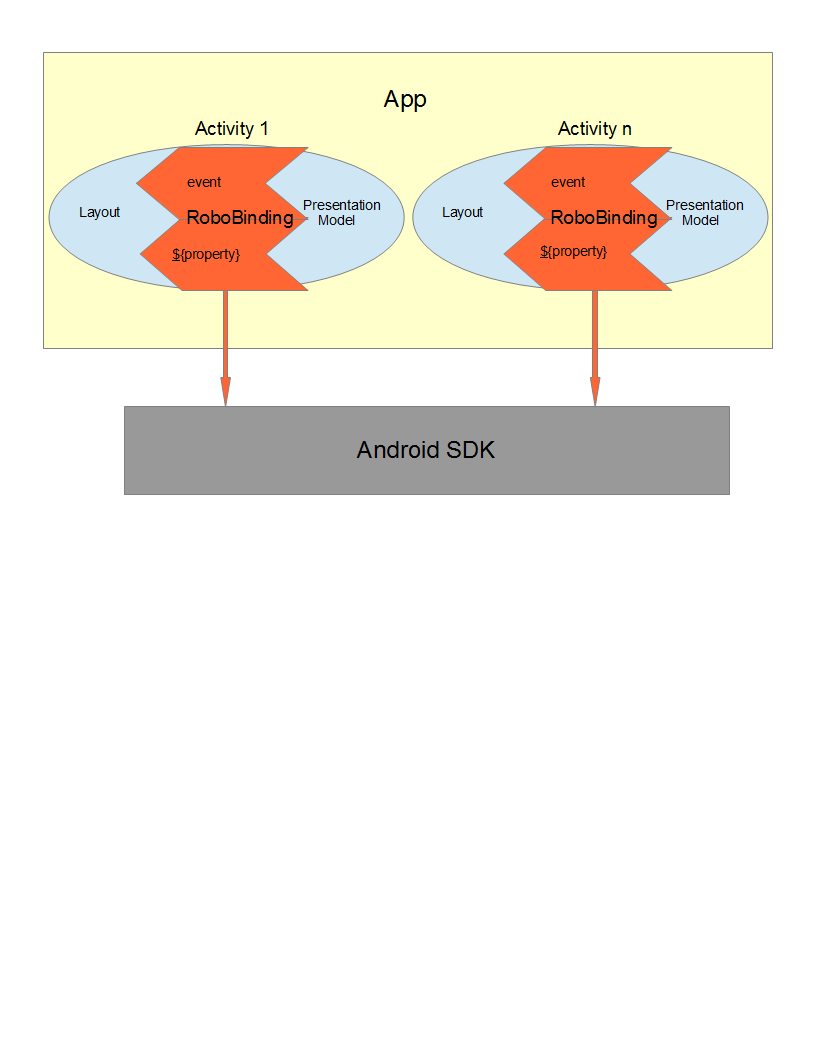 App
Activity 1
Activity n
event
RoboBinding
${property}
Layout
Presentation
Model
event
RoboBinding
${property}
Layout
Presentation
Model
Android SDK